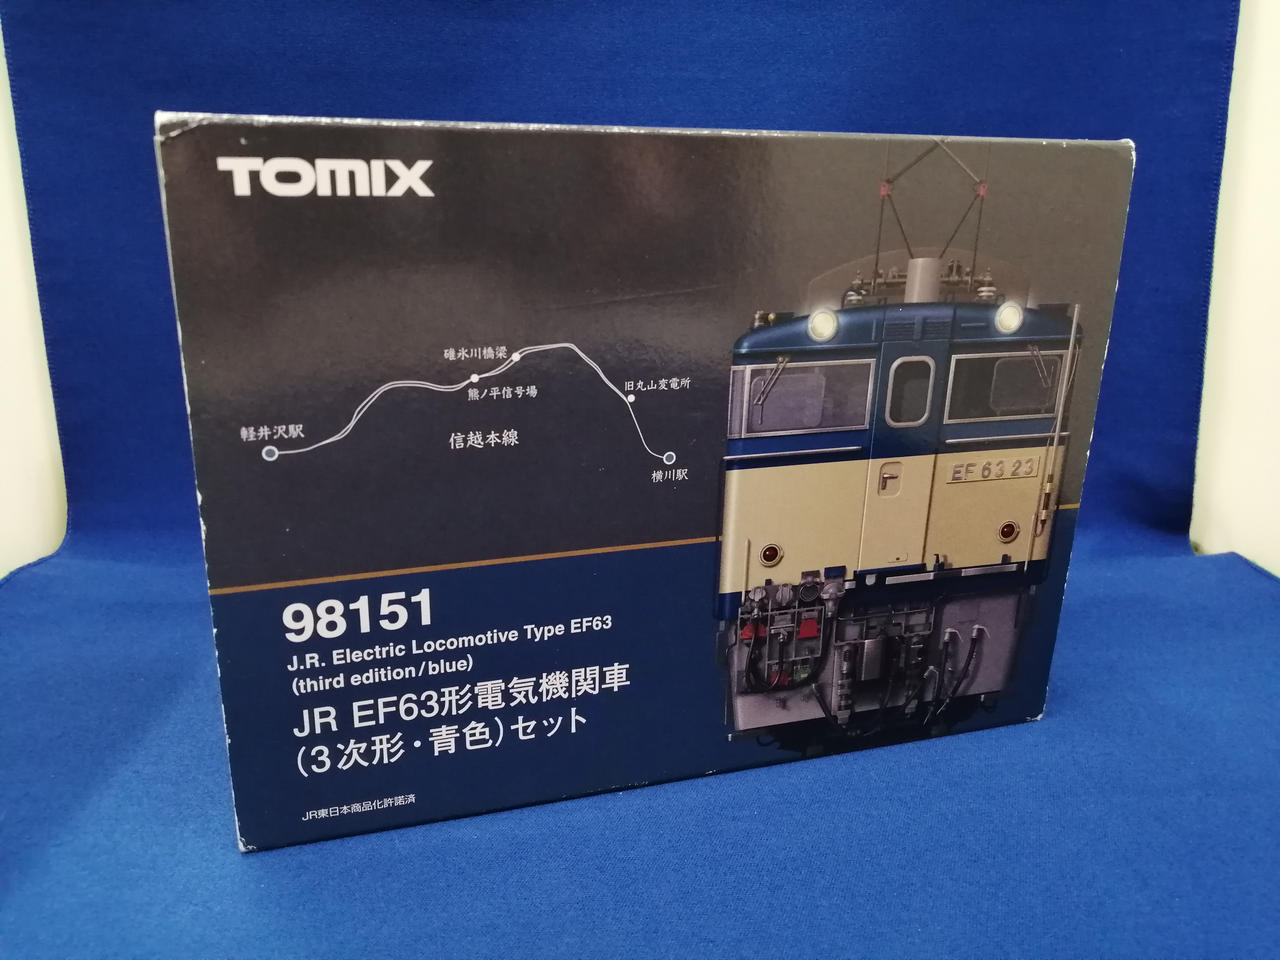 TOMIX
碓氷川橋梁
熊ノ平信号場
旧丸山変電所
軽井沢駅
信越本線
横川駅
EF 63 23
98151
J.R. Electric Locomotive Type EF63
(third edition/blue)
JR EF63形電気機関車
(3次形・青色)セット
JR東日本商品化許諾済